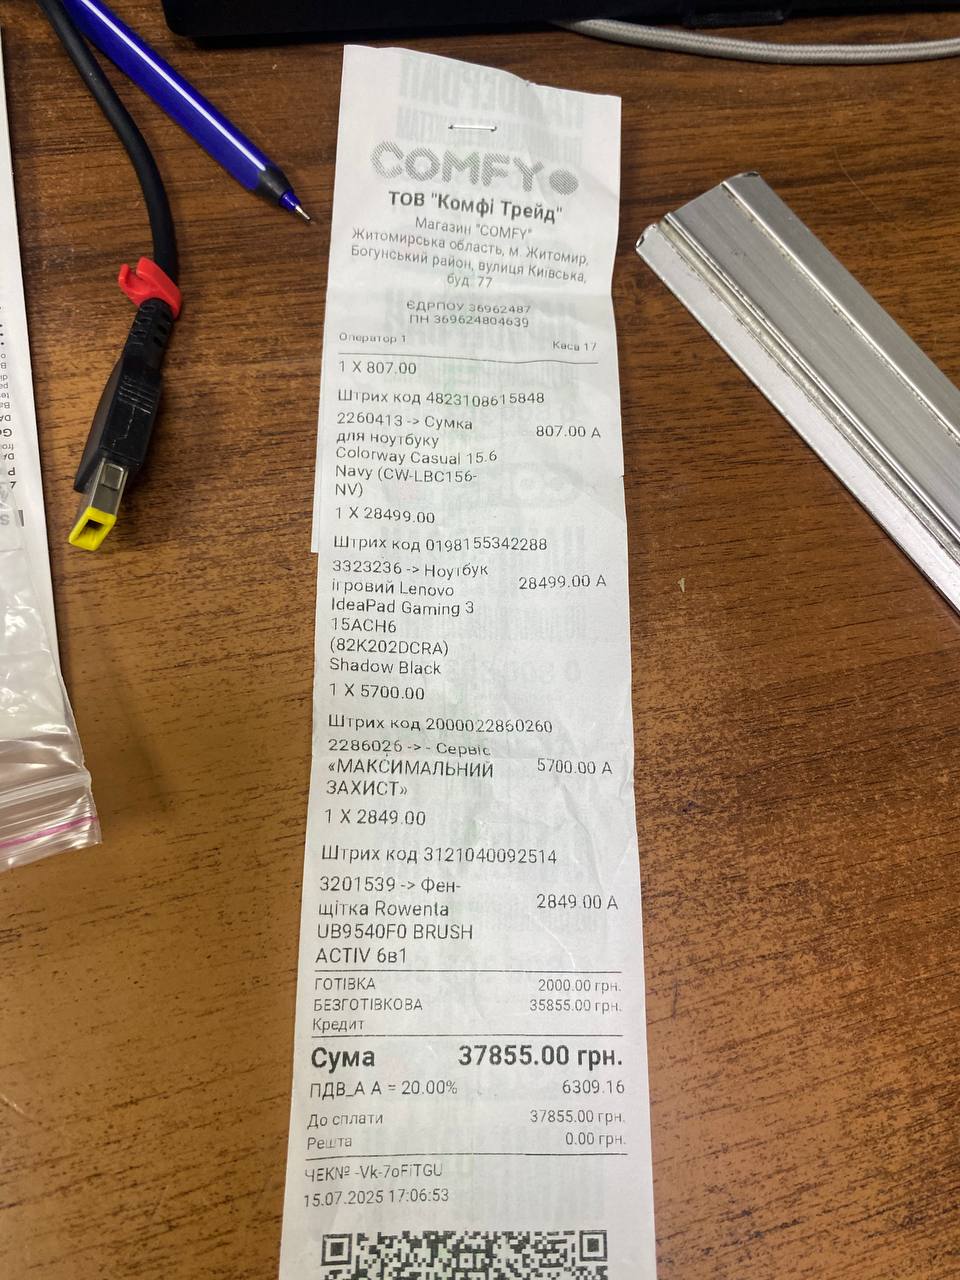 COMFY
ТОВ "Комфі Трейд"
Магазин "COMFY"
Житомирська область, м. Житомир,
Богунський район, вулиця Київська,
буд. 77
ЄДРПОУ 36962487
ПН 369624804639
Оператор 1 Каса 17
1 X 807.00
Штрих код 4823108615848
2260413 -> Сумка 807.00 А
для ноутбуку
Colorway Casual 15.6
Navy (CW-LBC156-
NV)
1 X 28499.00
Штрих код 0198155342288
3323236 -> Ноутбук 28499.00 А
ігровий Lenovo
IdeaPad Gaming 3
15ACH6
(82K202DCRA)
Shadow Black
1 X 5700.00
Штрих код 2000022860260
2286026 -> - Сервіс 5700.00 А
«МАКСИМАЛЬНИЙ
ЗАХИСТ»
1 X 2849.00
Штрих код 3121040092514
3201539 -> Фен- 2849.00 А
щітка Rowenta
UB9540F0 BRUSH
ACTIV 6в1
ГОТІВКА 2000.00 грн.
БЕЗГОТІВКОВА 35855.00 грн.
Кредит
Сума 37855.00 грн.
ПДВ_А А = 20.00% 6309.16
До сплати 37855.00 грн.
Решта 0.00 грн.
ЧЕК№ -Vk-7oFiTGU
15.07.2025 17:06:53